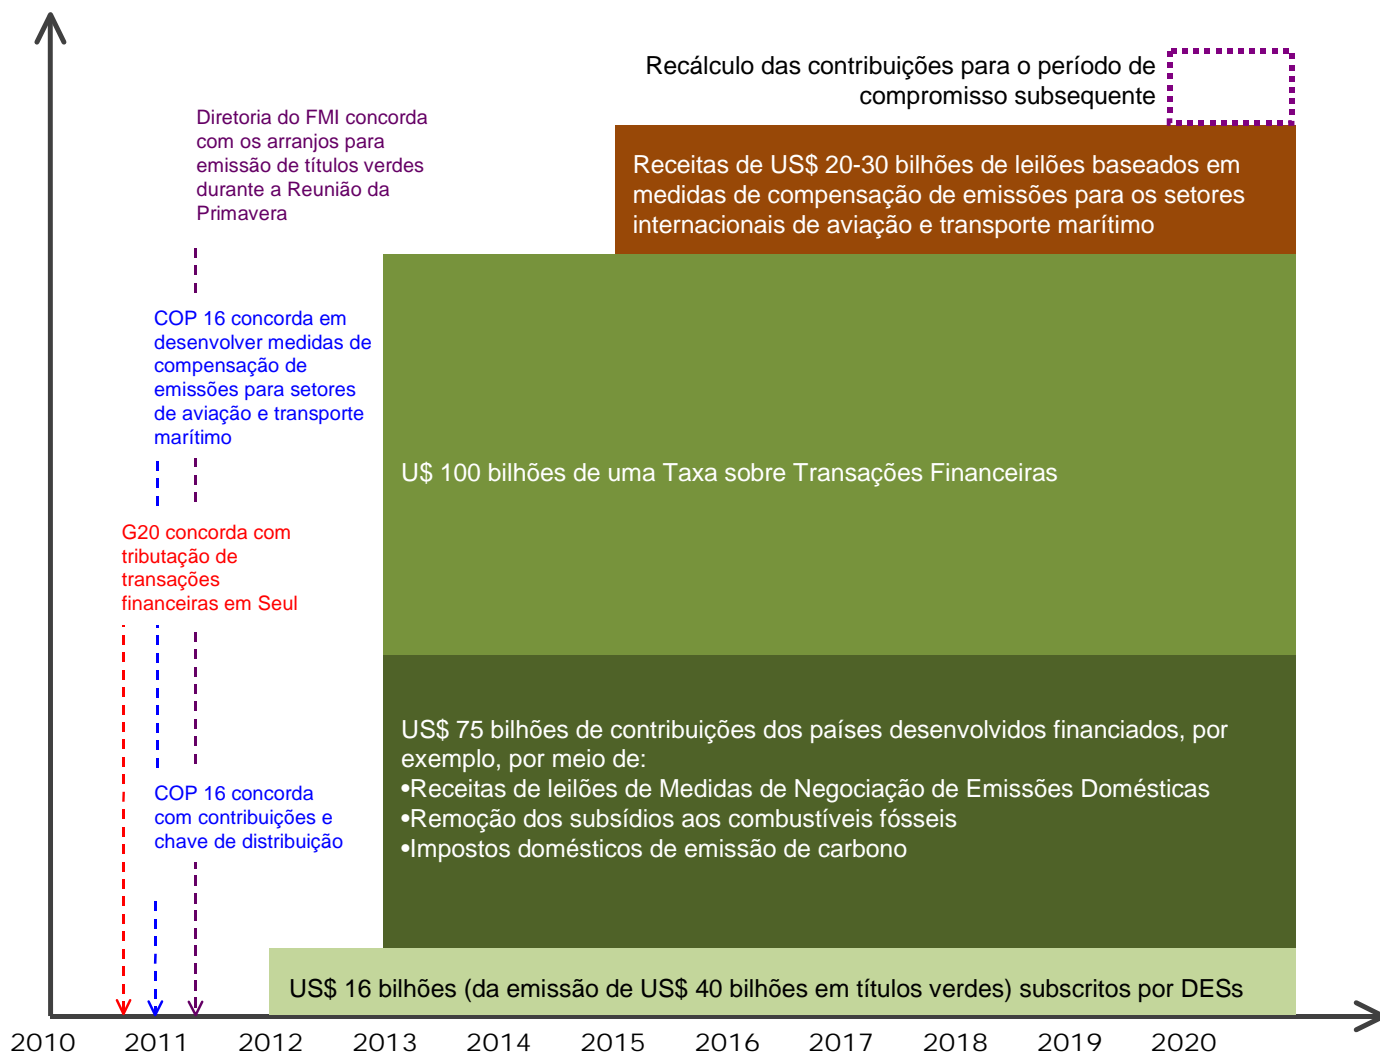 Recálculo das contribuições para o período de
compromisso subsequente
Diretoria do FMI concorda
com os arranjos para
emissão de títulos verdes
durante a Reunião da
Primavera
Receitas de US$ 20-30 bilhões de leilões baseados em
medidas de compensação de emissões para os setores
internacionais de aviação e transporte marítimo
COP 16 concorda em
desenvolver medidas de
compensação de
emissões para setores
de aviação e transporte
marítimo
U$ 100 bilhões de uma Taxa sobre Transações Financeiras
G20 concorda com
tributação de
transações
financeiras em Seul
US$ 75 bilhões de contribuições dos países desenvolvidos financiados, por
exemplo, por meio de:
•Receitas de leilões de Medidas de Negociação de Emissões Domésticas
•Remoção dos subsídios aos combustíveis fósseis
•Impostos domésticos de emissão de carbono
COP 16 concorda
com contribuições e
chave de distribuição
US$ 16 bilhões (da emissão de US$ 40 bilhões em títulos verdes) subscritos por DESs
2010 2011 2012 2013 2014 2015 2016 2017 2018 2019 2020